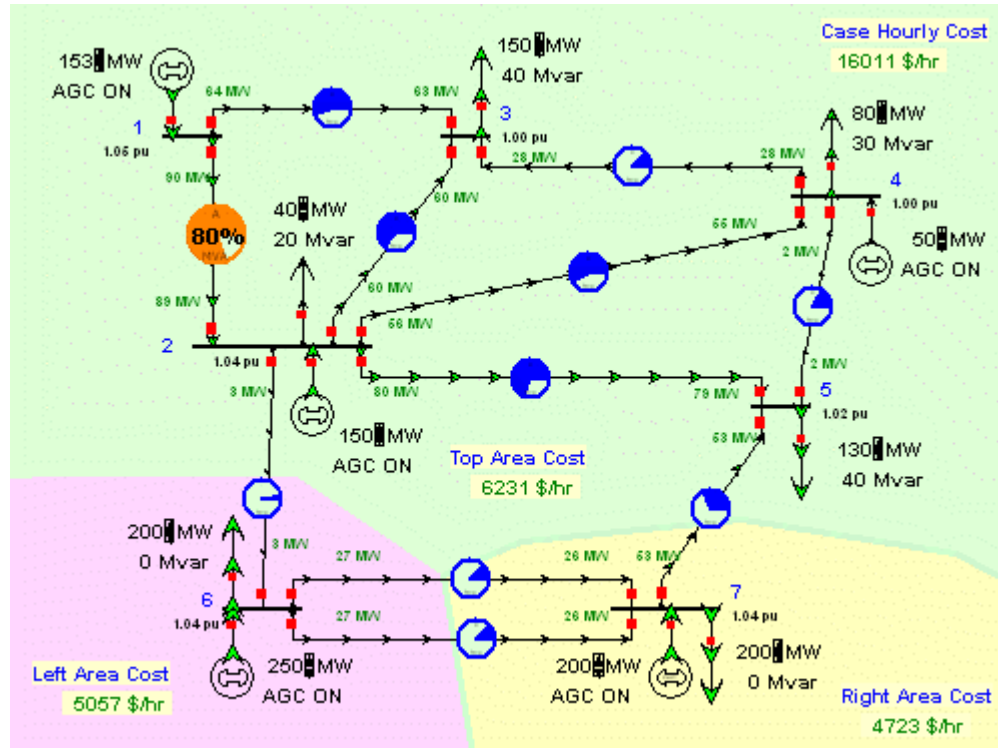 Case Hourly Cost
16011 $/hr
153 MW
AGC ON
150 MW
40 Mvar
64 MW
63 MW
3
1
1.05 pu
1.00 pu
80 MW
30 Mvar
28 MW
28 MW
90 MW
A
80%
MVA
40 MW
20 Mvar
60 MW
4
1.00 pu
50 MW
AGC ON
55 MW
2 MW
89 MW
60 MW
56 MW
2
1.04 pu
3 MW
80 MW
79 MW
2 MW
5
1.02 pu
53 MW
150 MW
AGC ON
130 MW
40 Mvar
Top Area Cost
6231 $/hr
200 MW
0 Mvar
3 MW
27 MW
26 MW
53 MW
6
1.04 pu
27 MW
26 MW
7
1.04 pu
250 MW
AGC ON
200 MW
AGC ON
200 MW
0 Mvar
Left Area Cost
5057 $/hr
Right Area Cost
4723 $/hr